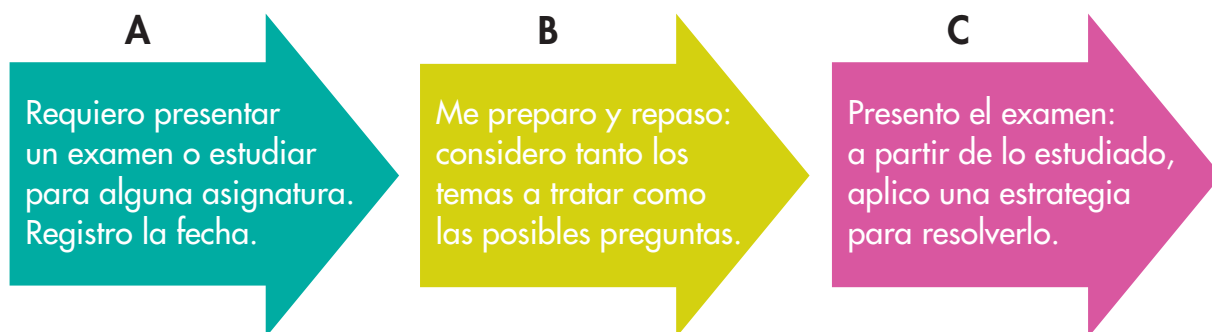 A
Requiero presentar
un examen o estudiar
para alguna asignatura.
Registro la fecha.
B
Me preparo y repaso:
considero tanto los
temas a tratar como
las posibles preguntas.
C
Presento el examen:
a partir de lo estudiado,
aplico una estrategia
para resolverlo.